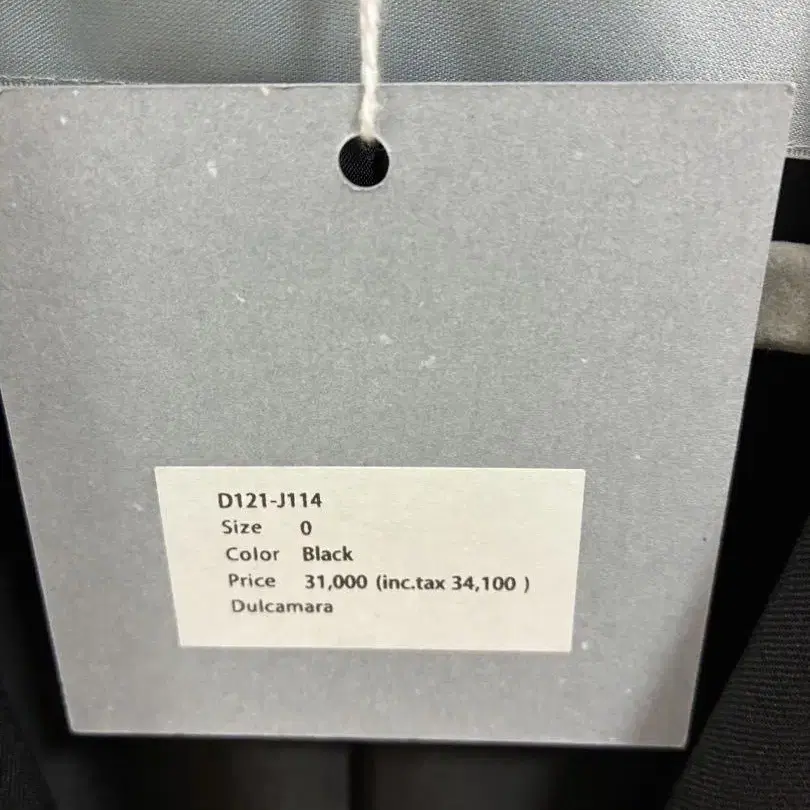 D121-J114
Size 0
Color Black
Price 31,000 (inc.tax 34,100 )
Dulcamara